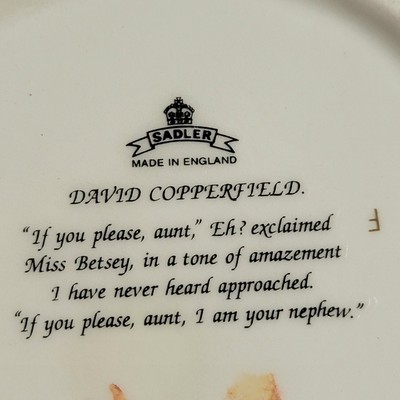 SADLER
MADE IN ENGLAND
DAVID COPPERFIELD.
“If you please, aunt,” Eh? exclaimed
Miss Betsey, in a tone of amazement
I have never heard approached.
“If you please, aunt, I am your nephew.”
F